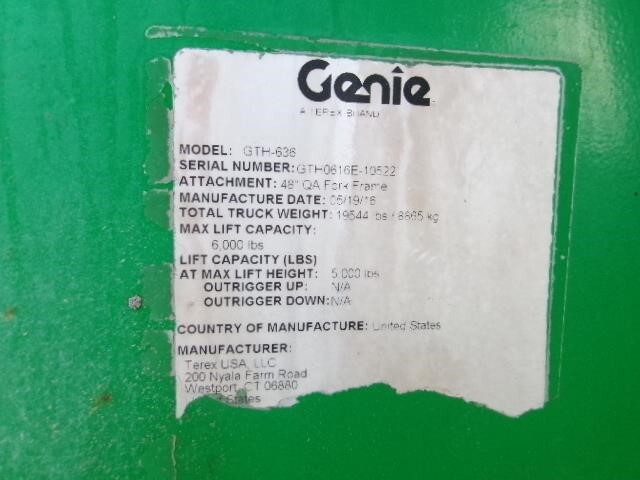 Genie
A TEREX BRAND
MODEL: GTH-636
SERIAL NUMBER: GTH0616E-10522
ATTACHMENT: 48" QA Fork Frame
MANUFACTURE DATE: 05/19/16
TOTAL TRUCK WEIGHT: 19544 lbs / 8865 kg
MAX LIFT CAPACITY:
6,000 lbs
LIFT CAPACITY (LBS)
AT MAX LIFT HEIGHT: 5,000 lbs
OUTRIGGER UP: N/A
OUTRIGGER DOWN: N/A
COUNTRY OF MANUFACTURE: United States
MANUFACTURER:
Terex USA, LLC
200 Nyala Farm Road
Westport, CT 06880
States